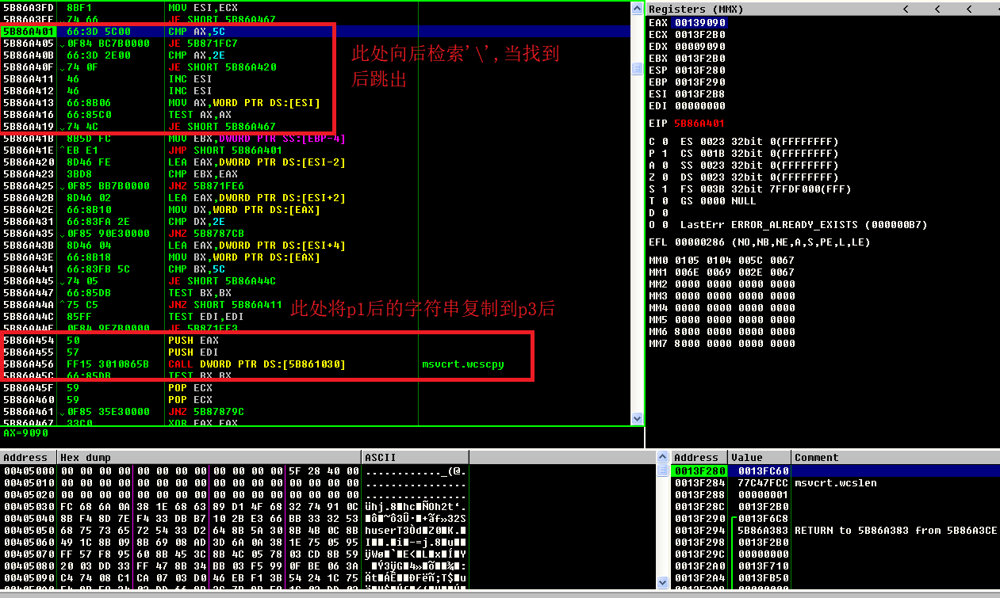 5B86A3FD 8BF1 MOV ESI,ECX Registers (MMX) < < < <
5B86A3FF 74 66 JE SHORT 5B86A467 EAX 00139090
5B86A401 66:3D 5C00 CMP AX,5C ECX 0013F2B0
5B86A405 0F84 BC7B0000 JE 5B871FC7 EDX 00009090
5B86A40B 66:3D 2E00 CMP AX,2E EBX 0013F2B0
5B86A40F 74 0F JE SHORT 5B86A420 ESP 0013F280
5B86A411 46 INC ESI EBP 0013F290
5B86A412 46 INC ESI ESI 0013F2B8
5B86A413 66:8B06 MOV AX,WORD PTR DS:[ESI] EDI 00000000
5B86A416 66:85C0 TEST AX,AX
5B86A419 74 4C JE SHORT 5B86A467 EIP 5B86A401
此处向后检索'\',当找到
后跳出
5B86A41B 8B5D FC MOV EBX,DWORD PTR SS:[EBP-4] C 0 ES 0023 32bit 0(FFFFFFFF)
5B86A41E ^EB E1 JMP SHORT 5B86A401 P 1 CS 001B 32bit 0(FFFFFFFF)
5B86A420 8D46 FE LEA EAX,DWORD PTR DS:[ESI-2] A 0 SS 0023 32bit 0(FFFFFFFF)
5B86A423 3BD8 CMP EBX,EAX Z 0 DS 0023 32bit 0(FFFFFFFF)
5B86A425 0F85 BB7B0000 JNZ 5B871FE6 S 1 FS 003B 32bit 7FFDF000(FFF)
5B86A42B 8D46 02 LEA EAX,DWORD PTR DS:[ESI+2] T 0 GS 0000 NULL
5B86A42E 66:8B10 MOV DX,WORD PTR DS:[EAX] D 0
5B86A431 66:83FA 2E CMP DX,2E O 0 LastErr ERROR_ALREADY_EXISTS (000000B7)
5B86A435 0F85 90E30000 JNZ 5B8787CB
5B86A43B 8D46 04 LEA EAX,DWORD PTR DS:[ESI+4] EFL 00000286 (NO,NB,NE,A,S,PE,L,LE)
5B86A43E 66:8B18 MOV BX,WORD PTR DS:[EAX] MM0 0105 0104 005C 0067
5B86A441 66:83FB 5C CMP BX,5C MM1 006E 0069 002E 0067
5B86A445 74 05 JE SHORT 5B86A44C MM2 0000 0000 0000 0000
5B86A447 66:85DB TEST BX,BX MM3 0000 0000 0000 0000
5B86A44A ^75 C5 JNZ SHORT 5B86A411 MM4 0000 0000 0000 0000
此处将p1后的字符串复制到p3后
5B86A44C 85FF TEST EDI,EDI MM5 0000 0000 0000 0000
5B86A44E 0F84 9F7B0000 JE 5B871FF3 MM6 8000 0000 0000 0000
5B86A454 50 PUSH EAX MM7 8000 0000 0000 0000
5B86A455 57 PUSH EDI
5B86A456 FF15 3010865B CALL DWORD PTR DS:[5B861030] msvcrt.wcscpy
5B86A45C 66:85DB TEST BX,BX
5B86A45F 59 POP ECX
5B86A460 59 POP ECX
5B86A461 0F85 35E30000 JNZ 5B87879C
5B86A467 33C0 XOR EAX,EAX
AX=9090
Address Hex dump ASCII Address Value Comment
00405000 00 00 00 00 00 00 00 00 00 00 00 00 5F 28 40 00 ............_(@. 0013F280 0013FC60
00405010 00 00 00 00 00 00 00 00 00 00 00 00 00 00 00 00 ................ 0013F284 77C47FCC msvcrt.wcslen
00405020 00 00 00 00 00 00 00 00 00 00 00 00 00 00 00 00 ................ 0013F288 00000001
00405030 FC 68 6A 0A 38 1E 68 63 89 D1 4F 68 32 74 91 0C 0013F28C 0013F2B0
00405040 8B F4 8D 7E F4 33 DB B7 10 2B E3 66 BB 33 32 53 0013F290 0013F6C8
00405050 68 75 73 65 72 54 33 D2 64 8B 5A 30 8B 4B 0C 8B 0013F294 5B86A383 RETURN to 5B86A383 from 5B86A3CE
00405060 49 1C 8B 09 8B 69 08 AD 3D 6A 0A 38 1E 75 05 95 0013F298 0013F2B0
00405070 FF 57 F8 95 60 8B 45 3C 8B 4C 05 78 03 CD 8B 59 0013F29C 00000000
00405080 20 03 DD 33 FF 47 8B 34 BB 03 F5 99 0F BE 06 3A 0013F2A0 0013F710
00405090 C4 74 08 C1 CA 07 03 D0 46 EB F1 3B 54 24 1C 75 0013F2A4 0013FB50